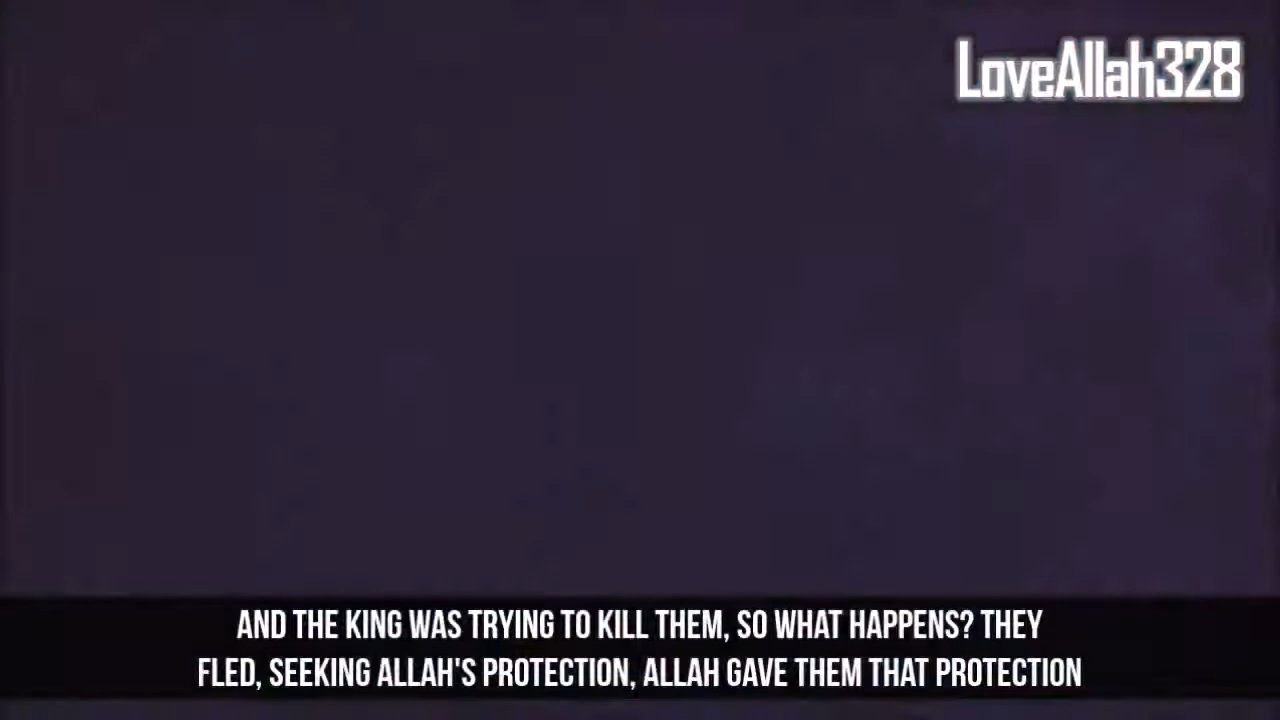 LoveAllah328
AND THE KING WAS TRYING TO KILL THEM, SO WHAT HAPPENS? THEY
FLED, SEEKING ALLAH'S PROTECTION, ALLAH GAVE THEM THAT PROTECTION